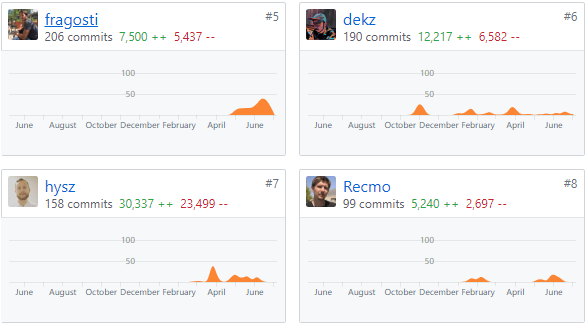 fragosti #5
206 commits 7,500 ++ 5,437 --
100
50
June August October December February April June
dekz #6
190 commits 12,217 ++ 6,582 --
100
50
June August October December February April June
hysz #7
158 commits 30,337 ++ 23,499 --
100
50
June August October December February April June
Recmo #8
99 commits 5,240 ++ 2,697 --
100
50
June August October December February April June